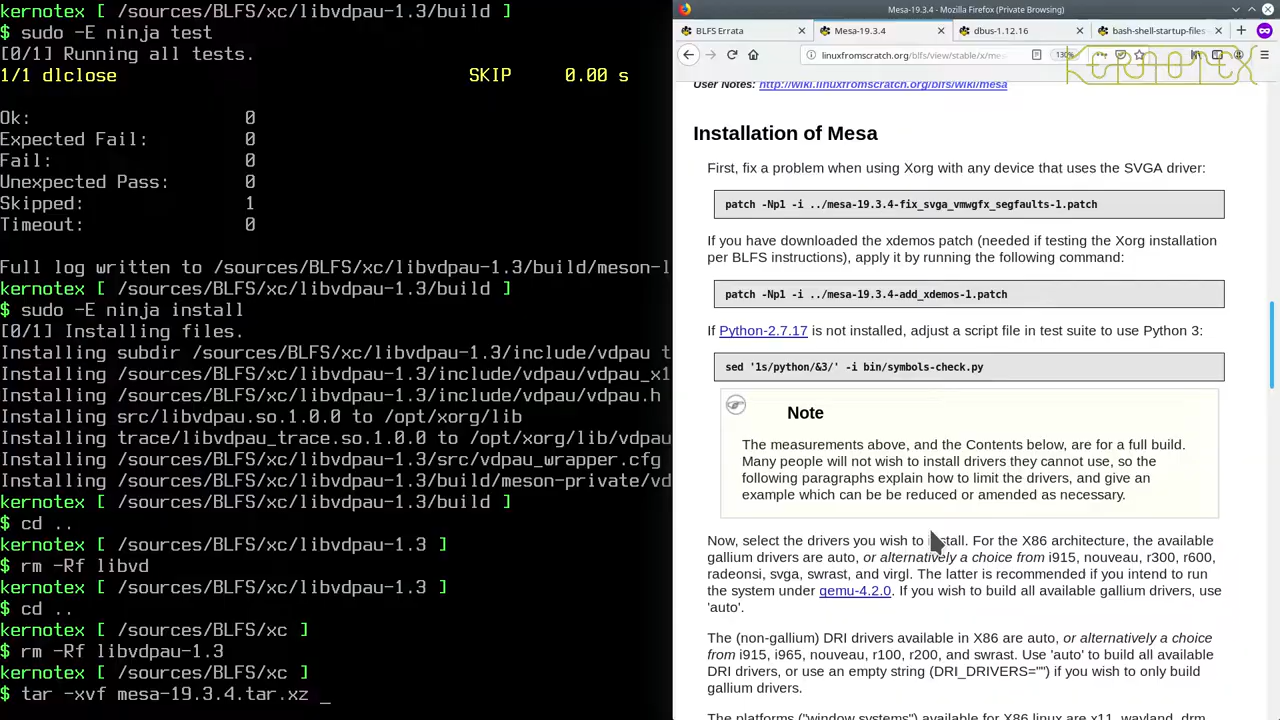 kernotex [ /sources/BLFS/xc/libvdpau-1.3/build ]
$ sudo -E ninja test
[0/1] Running all tests.
1/1 dlclose SKIP 0.00 s
Ok: 0
Expected Fail: 0
Fail: 0
Unexpected Pass: 0
Skipped: 1
Timeout: 0
Full log written to /sources/BLFS/xc/libvdpau-1.3/build/meson-l
kernotex [ /sources/BLFS/xc/libvdpau-1.3/build ]
$ sudo -E ninja install
[0/1] Installing files.
Installing subdir /sources/BLFS/xc/libvdpau-1.3/include/vdpau t
Installing /sources/BLFS/xc/libvdpau-1.3/include/vdpau/vdpau_x1
Installing /sources/BLFS/xc/libvdpau-1.3/include/vdpau/vdpau.h
Installing src/libvdpau.so.1.0.0 to /opt/xorg/lib
Installing trace/libvdpau_trace.so.1.0.0 to /opt/xorg/lib/vdpau
Installing /sources/BLFS/xc/libvdpau-1.3/src/vdpau_wrapper.cfg
Installing /sources/BLFS/xc/libvdpau-1.3/build/meson-private/vd
kernotex [ /sources/BLFS/xc/libvdpau-1.3/build ]
$ cd ..
kernotex [ /sources/BLFS/xc/libvdpau-1.3 ]
$ rm -Rf libvd
kernotex [ /sources/BLFS/xc/libvdpau-1.3 ]
$ cd ..
kernotex [ /sources/BLFS/xc ]
$ rm -Rf libvdpau-1.3
kernotex [ /sources/BLFS/xc ]
$ tar -xvf mesa-19.3.4.tar.xz _
Mesa-19.3.4 - Mozilla Firefox (Private Browsing)
BLFS Errata
Mesa-19.3.4
dbus-1.12.16
bash-shell-startup-files
linuxfromscratch.org/blfs/view/stable/x/me
130%
KERNOTEX
User Notes: http://wiki.linuxfromscratch.org/blfs/wiki/mesa
Installation of Mesa
First, fix a problem when using Xorg with any device that uses the SVGA driver:
patch -Np1 -i ../mesa-19.3.4-fix_svga_vmwgfx_segfaults-1.patch
If you have downloaded the xdemos patch (needed if testing the Xorg installation
per BLFS instructions), apply it by running the following command:
patch -Np1 -i ../mesa-19.3.4-add_xdemos-1.patch
If Python-2.7.17 is not installed, adjust a script file in test suite to use Python 3:
sed '1s/python/&3/' -i bin/symbols-check.py
Note
The measurements above, and the Contents below, are for a full build.
Many people will not wish to install drivers they cannot use, so the
following paragraphs explain how to limit the drivers, and give an
example which can be be reduced or amended as necessary.
Now, select the drivers you wish to install. For the X86 architecture, the available
gallium drivers are auto, or alternatively a choice from i915, nouveau, r300, r600,
radeonsi, svga, swrast, and virgl. The latter is recommended if you intend to run
the system under qemu-4.2.0. If you wish to build all available gallium drivers, use
'auto'.
The (non-gallium) DRI drivers available in X86 are auto, or alternatively a choice
from i915, i965, nouveau, r100, r200, and swrast. Use 'auto' to build all available
DRI drivers, or use an empty string (DRI_DRIVERS="") if you wish to only build
gallium drivers.
The platforms ("window systems") available for X86 linux are x11, wayland, drm